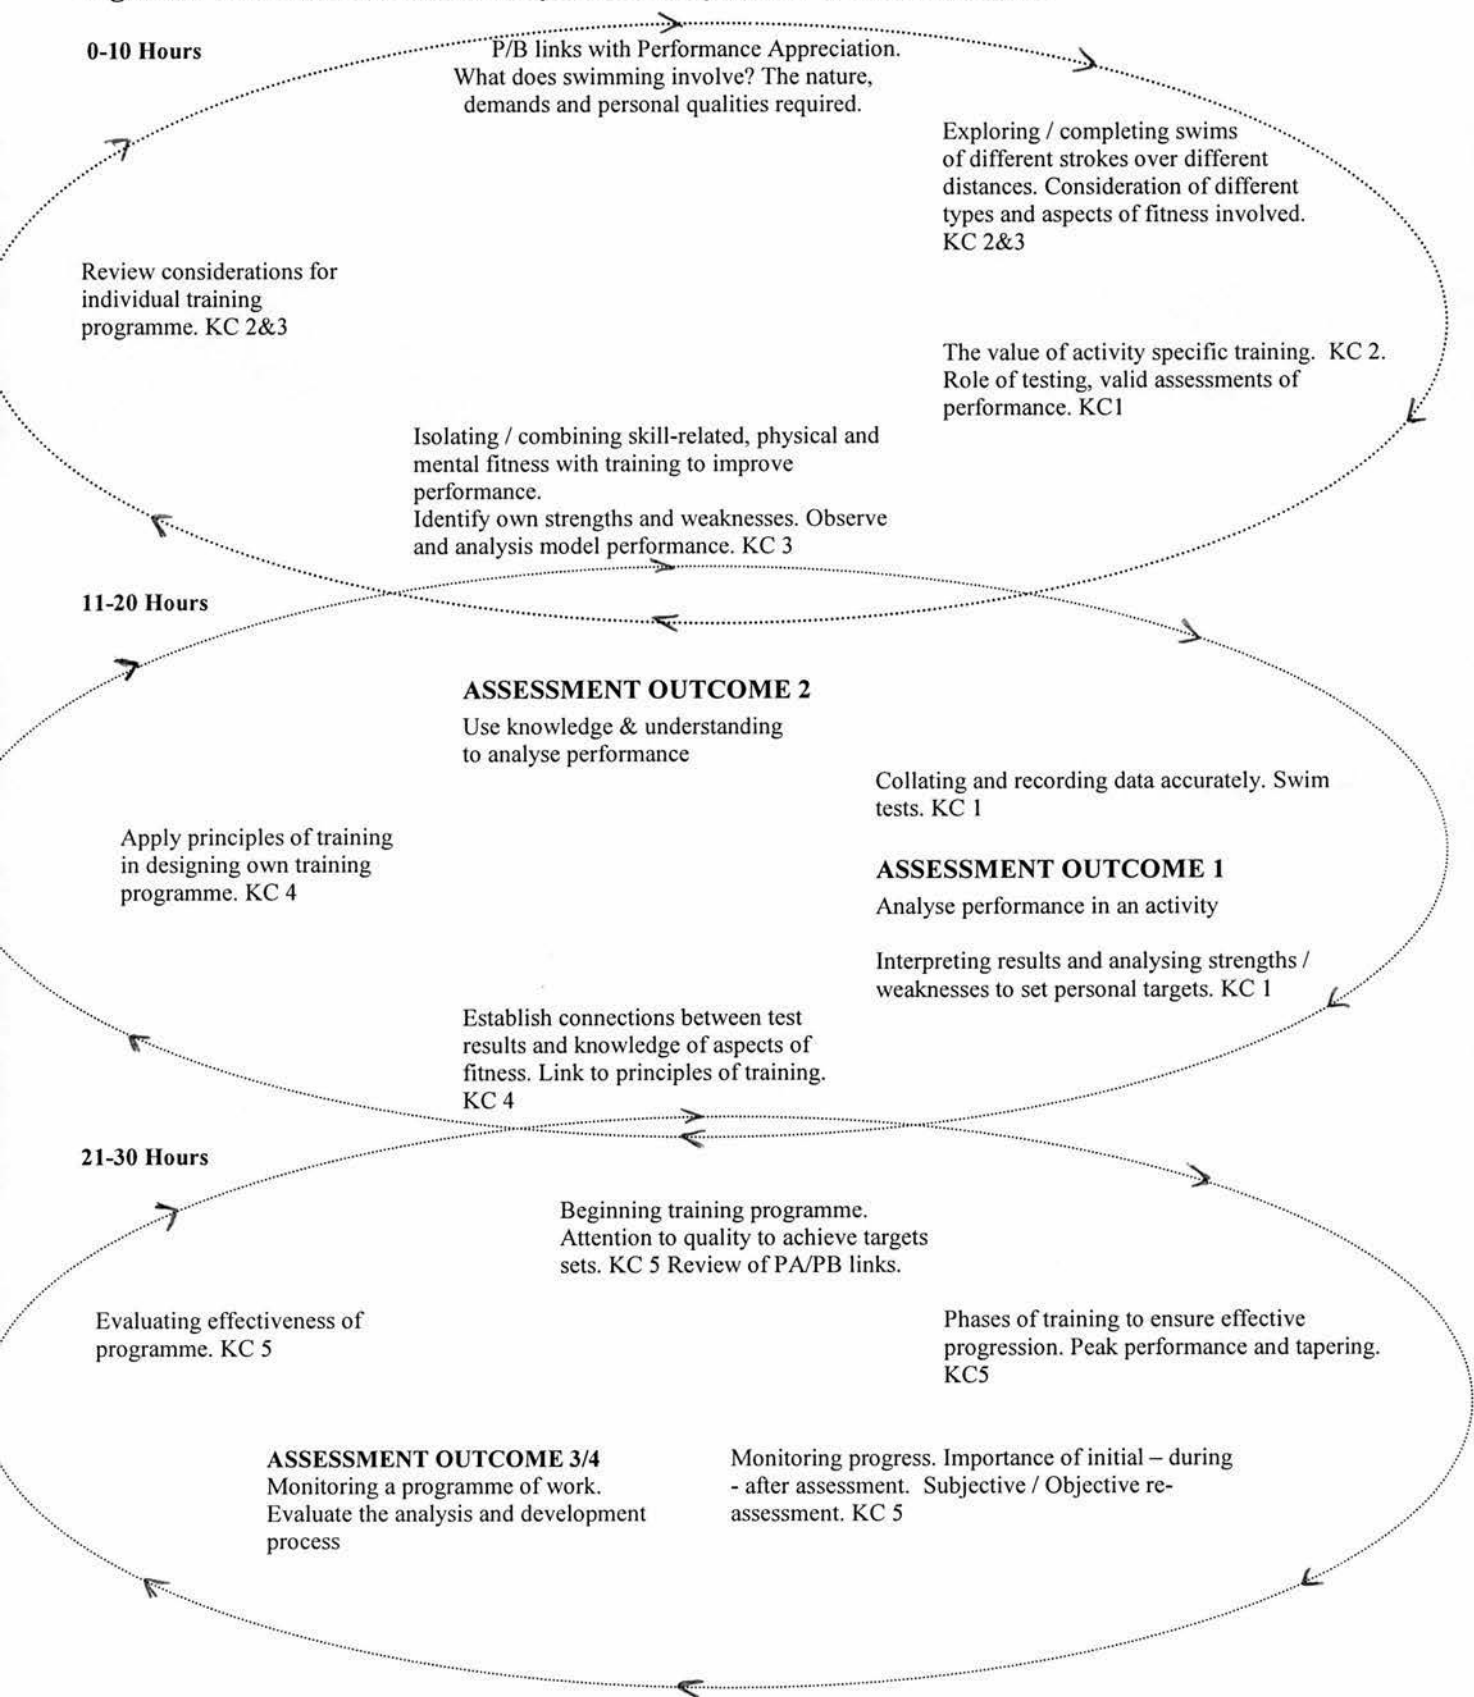 0-10 Hours
P/B links with Performance Appreciation.
What does swimming involve? The nature,
demands and personal qualities required.
Exploring / completing swims
of different strokes over different
distances. Consideration of different
types and aspects of fitness involved.
KC 2&3
Review considerations for
individual training
programme. KC 2&3
The value of activity specific training. KC 2.
Role of testing, valid assessments of
performance. KC1
Isolating / combining skill-related, physical and
mental fitness with training to improve
performance.
Identify own strengths and weaknesses. Observe
and analysis model performance. KC 3
11-20 Hours
ASSESSMENT OUTCOME 2
Use knowledge & understanding
to analyse performance
Collating and recording data accurately. Swim
tests. KC 1
Apply principles of training
in designing own training
programme. KC 4
ASSESSMENT OUTCOME 1
Analyse performance in an activity
Interpreting results and analysing strengths /
weaknesses to set personal targets. KC 1
Establish connections between test
results and knowledge of aspects of
fitness. Link to principles of training.
KC 4
21-30 Hours
Beginning training programme.
Attention to quality to achieve targets
sets. KC 5 Review of PA/PB links.
Evaluating effectiveness of
programme. KC 5
Phases of training to ensure effective
progression. Peak performance and tapering.
KC5
ASSESSMENT OUTCOME 3/4
Monitoring a programme of work.
Evaluate the analysis and development
process
Monitoring progress. Importance of initial – during
- after assessment. Subjective / Objective re-
assessment. KC 5